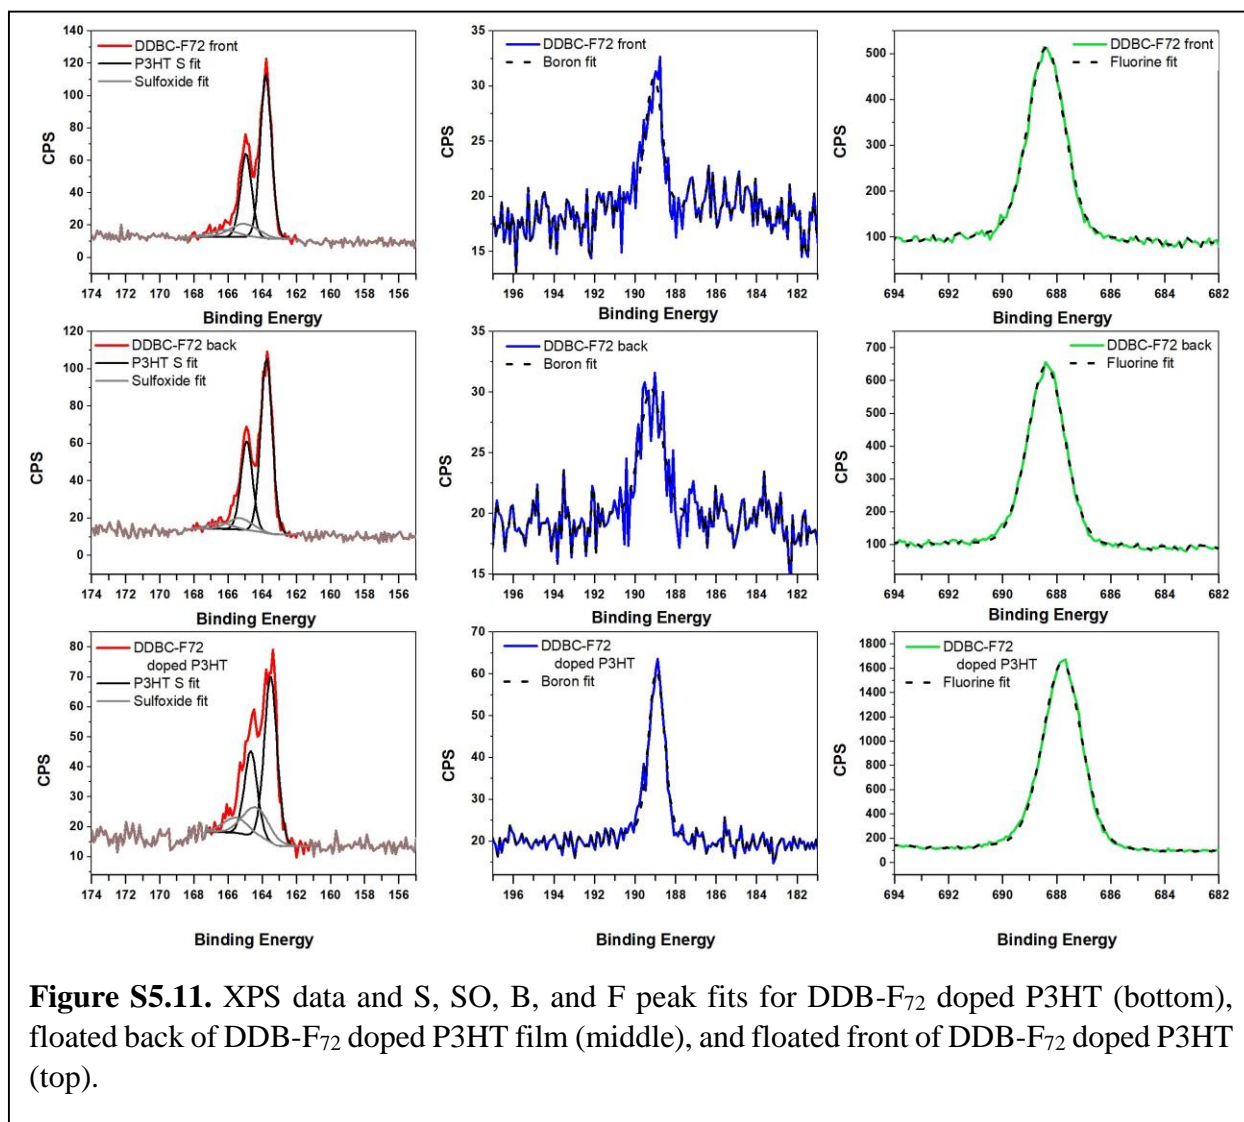 DDBC-F72 front
P3HT S fit
Sulfoxide fit
CPS
140
120
100
80
60
40
20
0
174 172 170 168 166 164 162 160 158 156
Binding Energy
DDBC-F72 front
Boron fit
CPS
35
30
25
20
15
196 194 192 190 188 186 184 182
Binding Energy
DDBC-F72 front
Fluorine fit
CPS
500
400
300
200
100
694 692 690 688 686 684 682
Binding Energy
DDBC-F72 back
P3HT S fit
Sulfoxide fit
CPS
120
100
80
60
40
20
0
174 172 170 168 166 164 162 160 158 156
Binding Energy
DDBC-F72 back
Boron fit
CPS
35
30
25
20
15
196 194 192 190 188 186 184 182
Binding Energy
DDBC-F72 back
Fluorine fit
CPS
700
600
500
400
300
200
100
694 692 690 688 686 684 682
Binding Energy
DDBC-F72
doped P3HT
P3HT S fit
Sulfoxide fit
CPS
80
70
60
50
40
30
20
10
174 172 170 168 166 164 162 160 158 156
Binding Energy
DDBC-F72
doped P3HT
Boron fit
CPS
70
60
50
40
30
20
196 194 192 190 188 186 184 182
Binding Energy
DDBC-F72
doped P3HT
Fluorine fit
CPS
1800
1600
1400
1200
1000
800
600
400
200
0
694 692 690 688 686 684 682
Binding Energy
Figure S5.11. XPS data and S, SO, B, and F peak fits for DDB-F72 doped P3HT (bottom),
floated back of DDB-F72 doped P3HT film (middle), and floated front of DDB-F72 doped P3HT
(top).